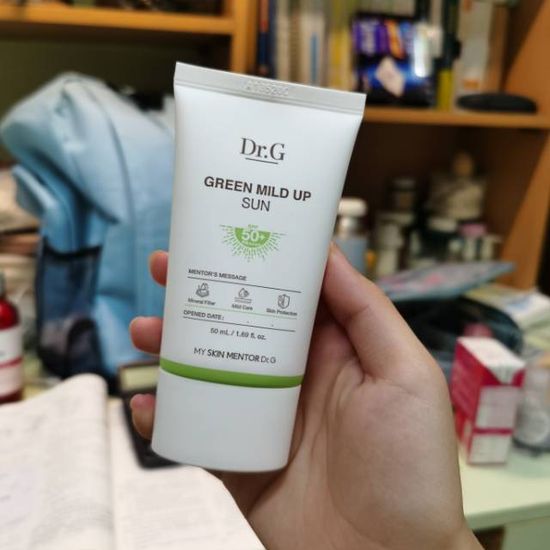 Dr.G
GREEN MILD UP
SUN
50+
MENTOR'S MESSAGE
Mineral Filter
Mild Care
Skin Protection
OPENED DATE:
50 mL / 1.69 fl. oz.
MY SKIN MENTOR Dr.G